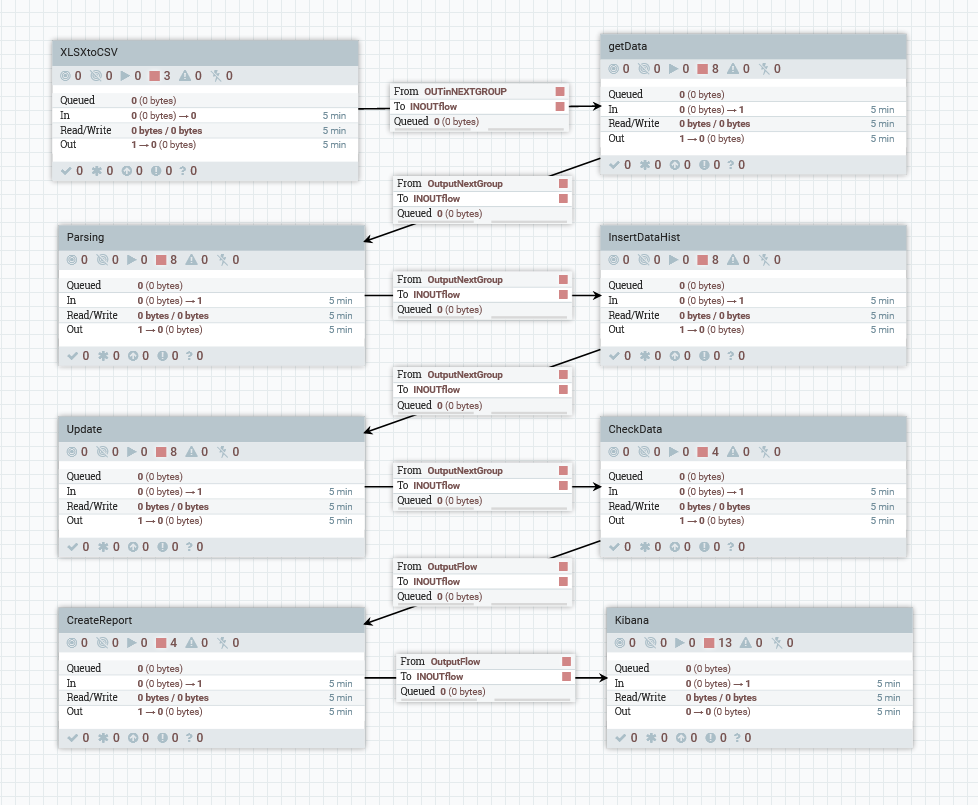 XLSXtoCSV
0 0 0 3 0 0
Queued 0 (0 bytes)
In 0 (0 bytes) → 0 5 min
Read/Write 0 bytes / 0 bytes 5 min
Out 1 → 0 (0 bytes) 5 min
0 0 0 0 ? 0
From OUTinNEXTGROUP
To INOUTflow
Queued 0 (0 bytes)
getData
0 0 0 8 0 0
Queued 0 (0 bytes)
In 0 (0 bytes) → 1 5 min
Read/Write 0 bytes / 0 bytes 5 min
Out 1 → 0 (0 bytes) 5 min
0 0 0 0 ? 0
From OutputNextGroup
To INOUTflow
Queued 0 (0 bytes)
Parsing
0 0 0 8 0 0
Queued 0 (0 bytes)
In 0 (0 bytes) → 1 5 min
Read/Write 0 bytes / 0 bytes 5 min
Out 1 → 0 (0 bytes) 5 min
0 0 0 0 ? 0
From OutputNextGroup
To INOUTflow
Queued 0 (0 bytes)
InsertDataHist
0 0 0 8 0 0
Queued 0 (0 bytes)
In 0 (0 bytes) → 1 5 min
Read/Write 0 bytes / 0 bytes 5 min
Out 1 → 0 (0 bytes) 5 min
0 0 0 0 ? 0
From OutputNextGroup
To INOUTflow
Queued 0 (0 bytes)
Update
0 0 0 8 0 0
Queued 0 (0 bytes)
In 0 (0 bytes) → 1 5 min
Read/Write 0 bytes / 0 bytes 5 min
Out 1 → 0 (0 bytes) 5 min
0 0 0 0 ? 0
From OutputNextGroup
To INOUTflow
Queued 0 (0 bytes)
CheckData
0 0 0 4 0 0
Queued 0 (0 bytes)
In 0 (0 bytes) → 1 5 min
Read/Write 0 bytes / 0 bytes 5 min
Out 1 → 0 (0 bytes) 5 min
0 0 0 0 ? 0
From OutputFlow
To INOUTflow
Queued 0 (0 bytes)
CreateReport
0 0 0 4 0 0
Queued 0 (0 bytes)
In 0 (0 bytes) → 1 5 min
Read/Write 0 bytes / 0 bytes 5 min
Out 1 → 0 (0 bytes) 5 min
0 0 0 0 ? 0
From OutputFlow
To INOUTflow
Queued 0 (0 bytes)
Kibana
0 0 0 13 0 0
Queued 0 (0 bytes)
In 0 (0 bytes) → 1 5 min
Read/Write 0 bytes / 0 bytes 5 min
Out 0 → 0 (0 bytes) 5 min
0 0 0 0 ? 0